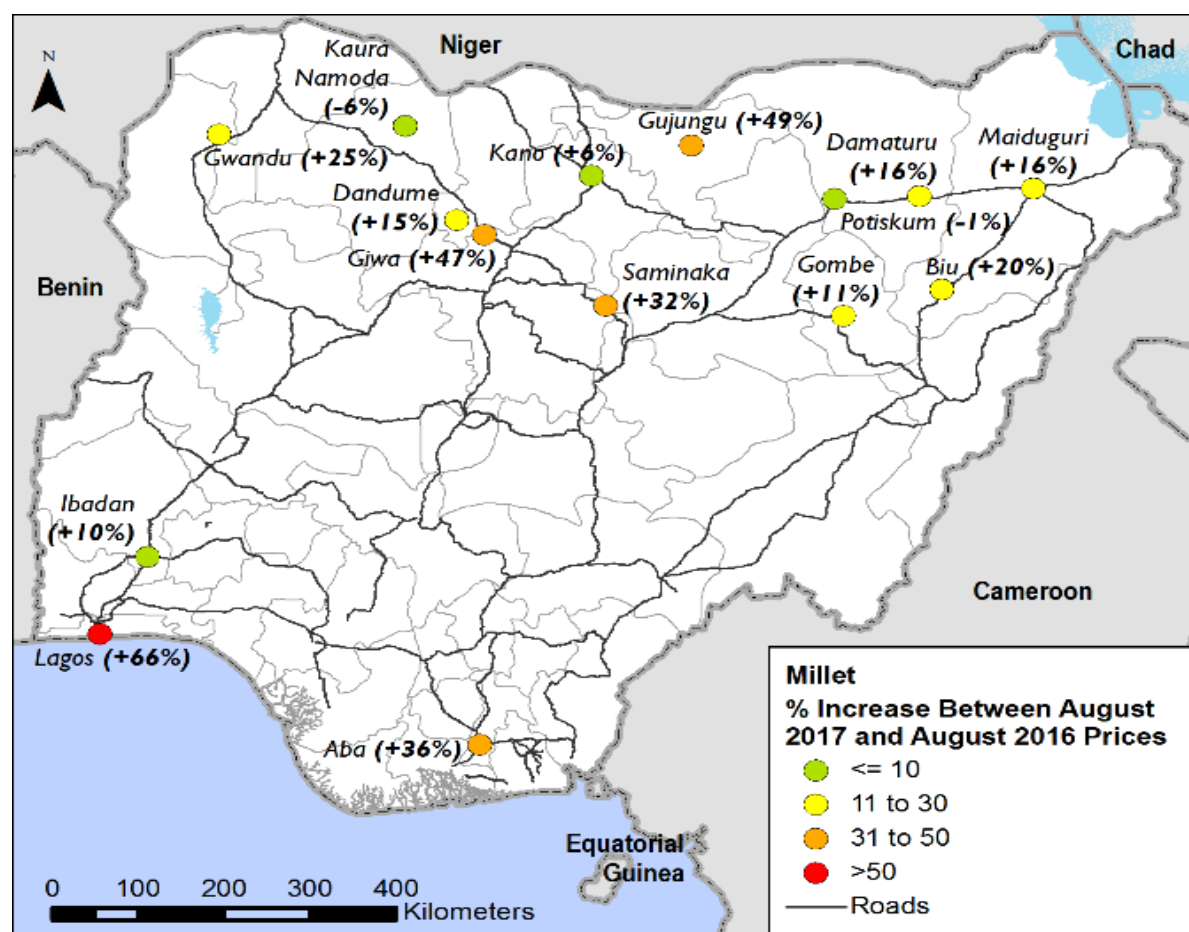 N
Niger
Chad
Kaura
Namoda
(-6%)
Gujungu (+49%)
Damaturu
(+16%)
Maiduguri
(+16%)
Gwandu (+25%)
Kano (+6%)
Dandume
(+15%)
Potiskum (-1%)
Giwa (+47%)
Saminaka
(+32%)
Gombe
(+11%)
Biu (+20%)
Benin
Ibadan
(+10%)
Cameroon
Lagos (+66%)
Aba (+36%)
Equatorial
Guinea
0 100 200 300 400
Kilometers
Millet
% Increase Between August
2017 and August 2016 Prices
<= 10
11 to 30
31 to 50
>50
Roads